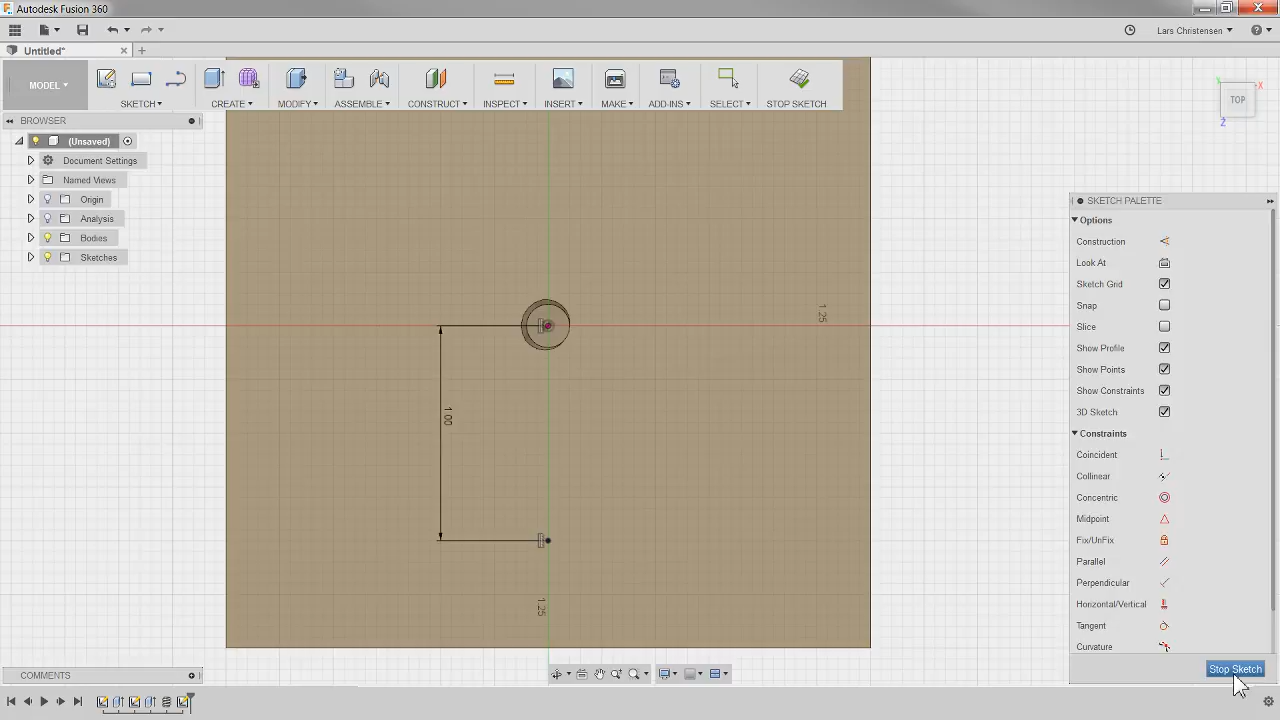 Autodesk Fusion 360
Lars Christensen
Untitled*
MODEL
SKETCH
CREATE
MODIFY
ASSEMBLE
CONSTRUCT
INSPECT
INSERT
MAKE
ADD-INS
SELECT
STOP SKETCH
TOP
X
Z
BROWSER
(Unsaved)
Document Settings
Named Views
Origin
Analysis
Bodies
Sketches
1.25
1.00
1.25
SKETCH PALETTE
Options
Construction
Look At
Sketch Grid
Snap
Slice
Show Profile
Show Points
Show Constraints
3D Sketch
Constraints
Coincident
Collinear
Concentric
Midpoint
Fix/UnFix
Parallel
Perpendicular
Horizontal/Vertical
Tangent
Curvature
Stop Sketch
COMMENTS